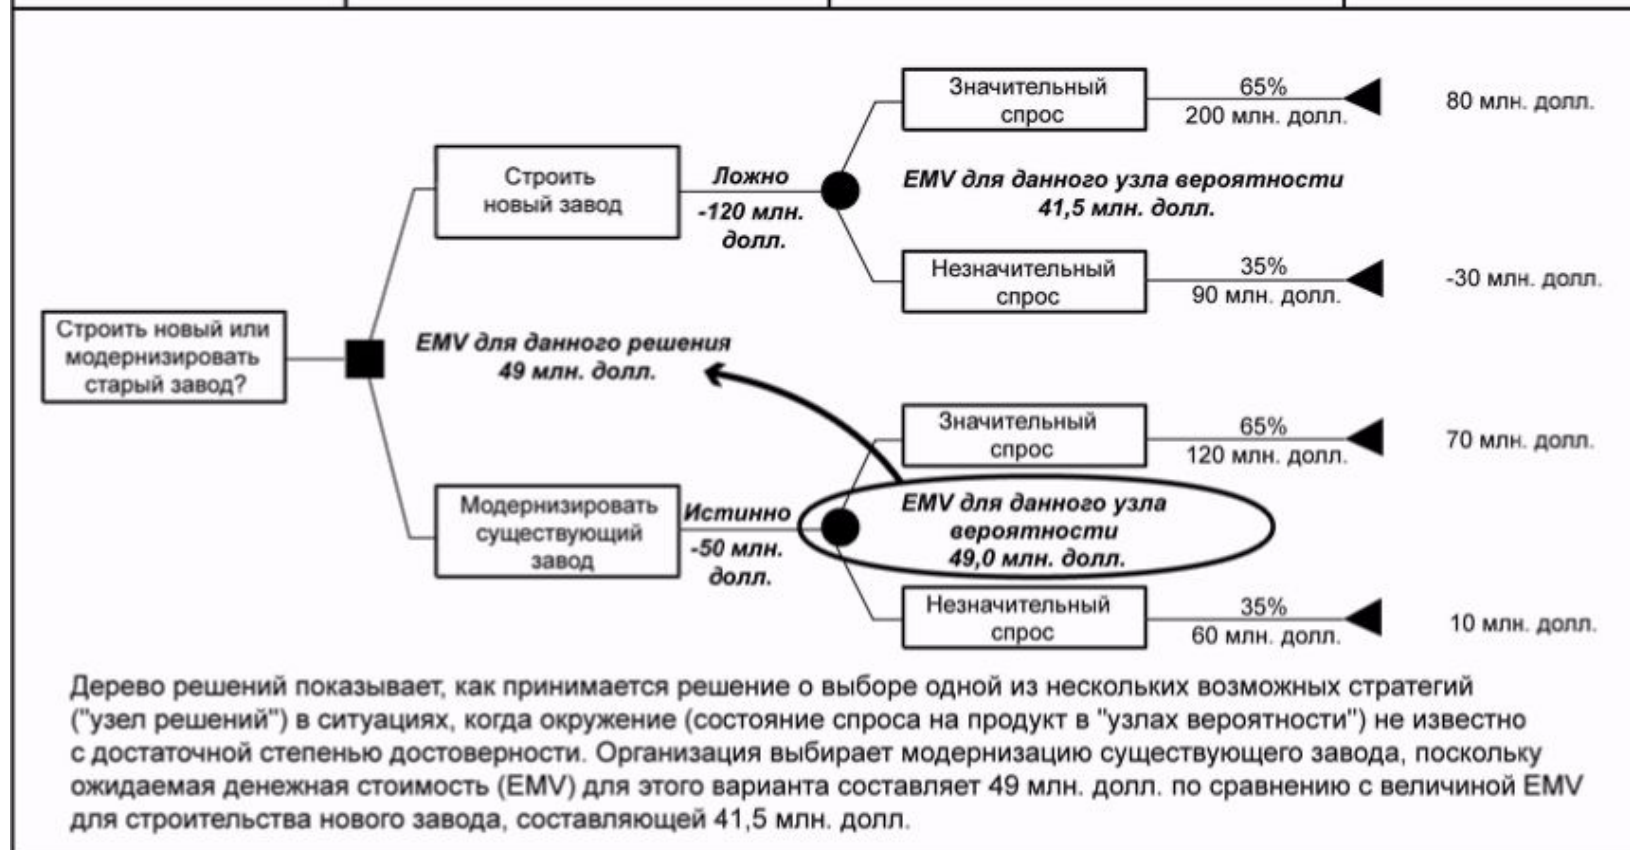 Значительный
спрос
65%
200 млн. долл.
80 млн. долл.
Строить
новый завод
Ложно
-120 млн.
долл.
EMV для данного узла вероятности
41,5 млн. долл.
Незначительный
спрос
35%
90 млн. долл.
-30 млн. долл.
Строить новый или
модернизировать
старый завод?
EMV для данного решения
49 млн. долл.
Значительный
спрос
65%
120 млн. долл.
70 млн. долл.
Модернизировать
существующий
завод
Истинно
-50 млн.
долл.
EMV для данного узла
вероятности
49,0 млн. долл.
Незначительный
спрос
35%
60 млн. долл.
10 млн. долл.
Дерево решений показывает, как принимается решение о выборе одной из нескольких возможных стратегий
("узел решений") в ситуациях, когда окружение (состояние спроса на продукт в "узлах вероятности") не известно
с достаточной степенью достоверности. Организация выбирает модернизацию существующего завода, поскольку
ожидаемая денежная стоимость (EMV) для этого варианта составляет 49 млн. долл. по сравнению с величиной EMV
для строительства нового завода, составляющей 41,5 млн. долл.